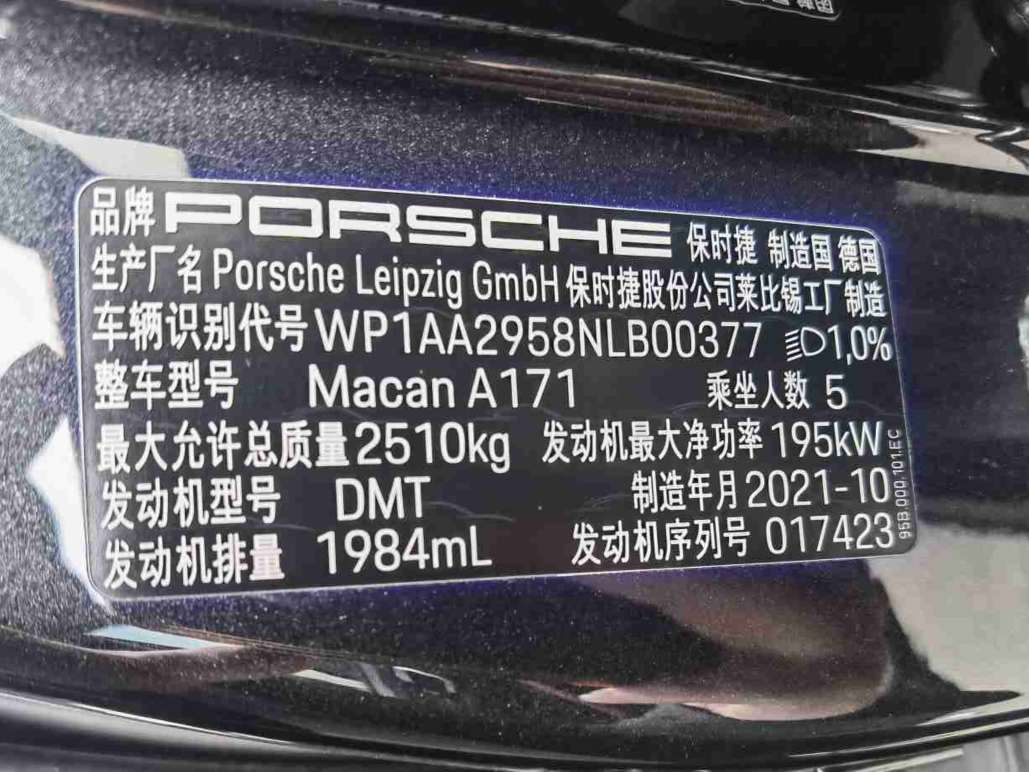 品牌 PORSCHE 保时捷 制造国 德国
生产厂名 Porsche Leipzig GmbH 保时捷股份公司莱比锡工厂制造
车辆识别代号 WP1AA2958NLB00377 1,0%
整车型号 Macan A171 乘坐人数 5
最大允许总质量 2510kg 发动机最大净功率 195kW
发动机型号 DMT 制造年月 2021-10
发动机排量 1984mL 发动机序列号 017423
95B.000.101.EC